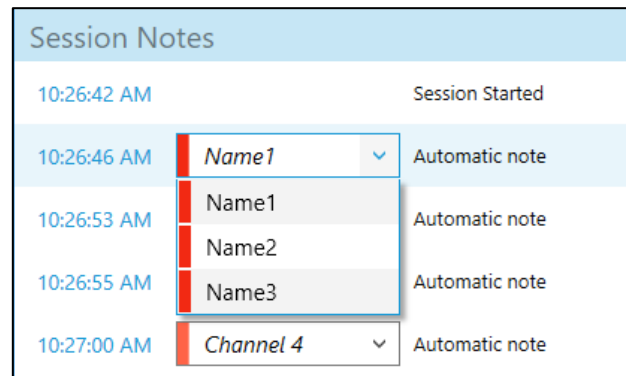 Session Notes
10:26:42 AM Session Started
10:26:46 AM Name1 Automatic note
Name1
10:26:53 AM Automatic note
Name2
10:26:55 AM Automatic note
Name3
10:27:00 AM Channel 4 Automatic note